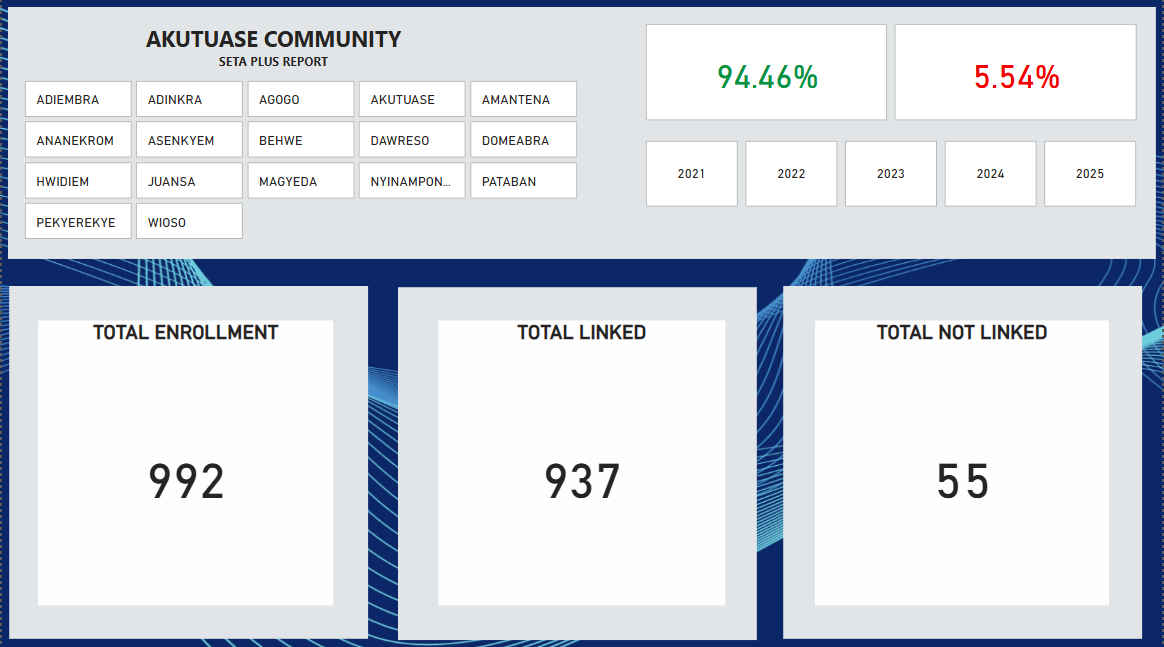 AKUTUASE COMMUNITY
SETA PLUS REPORT
ADIEMBRA ADINKRA AGOGO AKUTUASE AMANTENA
ANANEKROM ASENKYEM BEHWE DAWRESO DOMEABRA
HWIDIEM JUANSA MAGYEDA NYINAMPON... PATABAN
PEKYEREKYE WIOSO
94.46% 5.54%
2021 2022 2023 2024 2025
TOTAL ENROLLMENT
992
TOTAL LINKED
937
TOTAL NOT LINKED
55